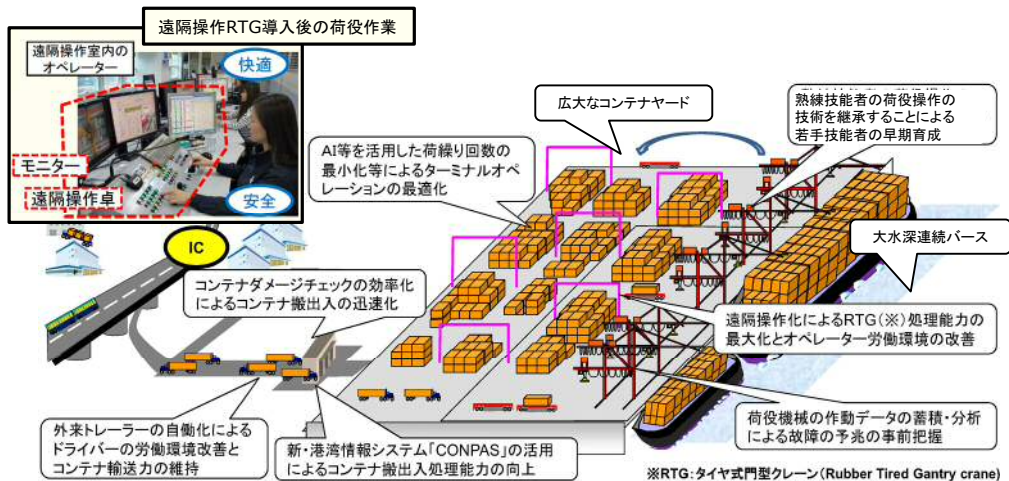 遠隔操作RTG導入後の荷役作業
遠隔操作室内の
オペレーター
快適
モニター
遠隔操作卓
安全
広大なコンテナヤード
熟練技能者の荷役操作の
技術を継承することによる
若手技能者の早期育成
AI等を活用した荷繰り回数の
最小化等によるターミナルオペ
レーションの最適化
大水深連続バース
IC
コンテナダメージチェックの効率化
によるコンテナ搬出入の迅速化
遠隔操作化によるRTG(※)処理能力の
最大化とオペレーター労働環境の改善
外来トレーラーの自働化による
ドライバーの労働環境改善と
コンテナ輸送力の維持
新・港湾情報システム「CONPAS」の活用
によるコンテナ搬出入処理能力の向上
荷役機械の作動データの蓄積・分析
による故障の予兆の事前把握
※RTG:タイヤ式門型クレーン(Rubber Tired Gantry crane)